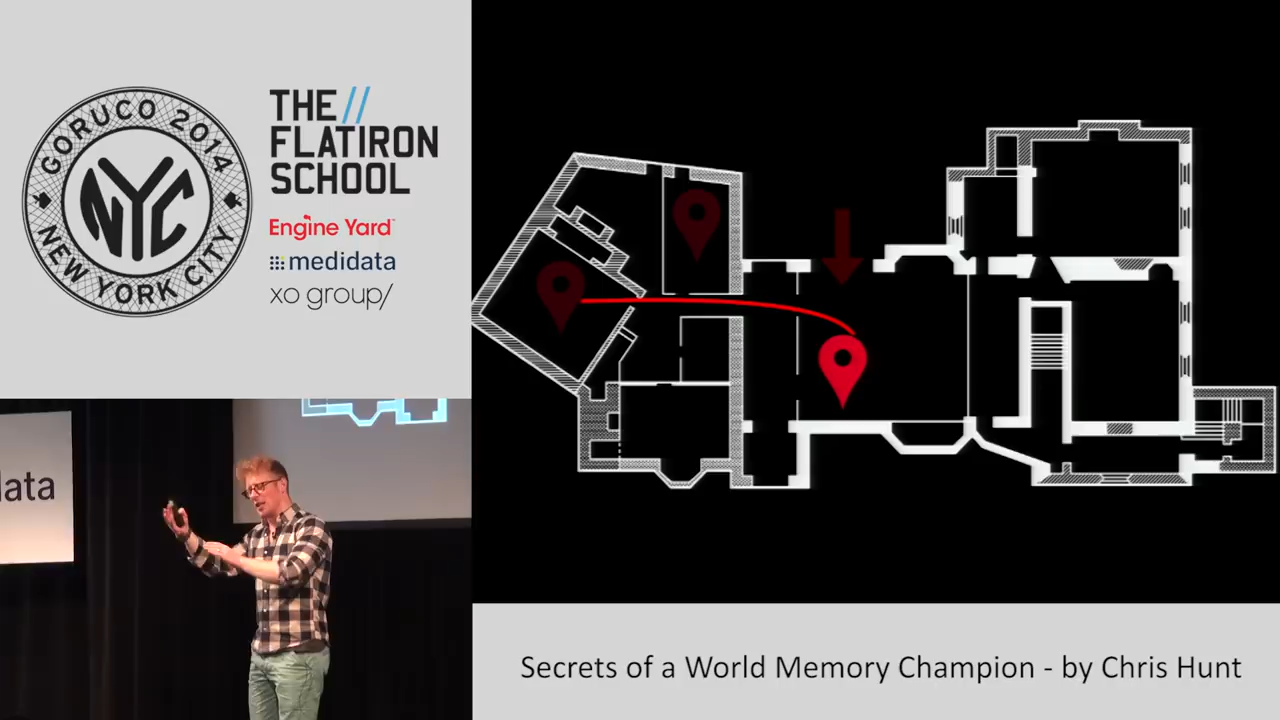 GORUCO 2014
NYC
NEW YORK CITY
THE//
FLATIRON
SCHOOL
Engine Yard
medidata
xo group/
data
Secrets of a World Memory Champion - by Chris Hunt